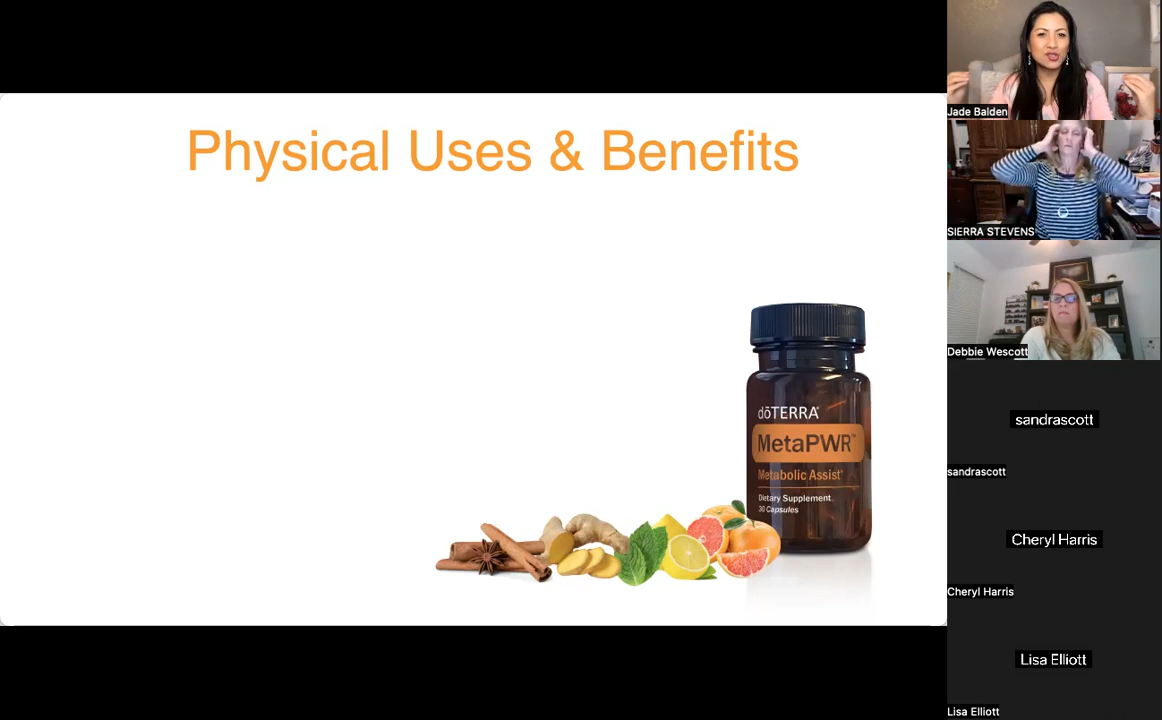 Physical Uses & Benefits
dōTERRA®
MetaPWR™
Metabolic Assist®
Dietary Supplement
30 Capsules
Jade Balden
SIERRA STEVENS
Debbie Wescott
sandrascott
sandrascott
Cheryl Harris
Cheryl Harris
Lisa Elliott
Lisa Elliott